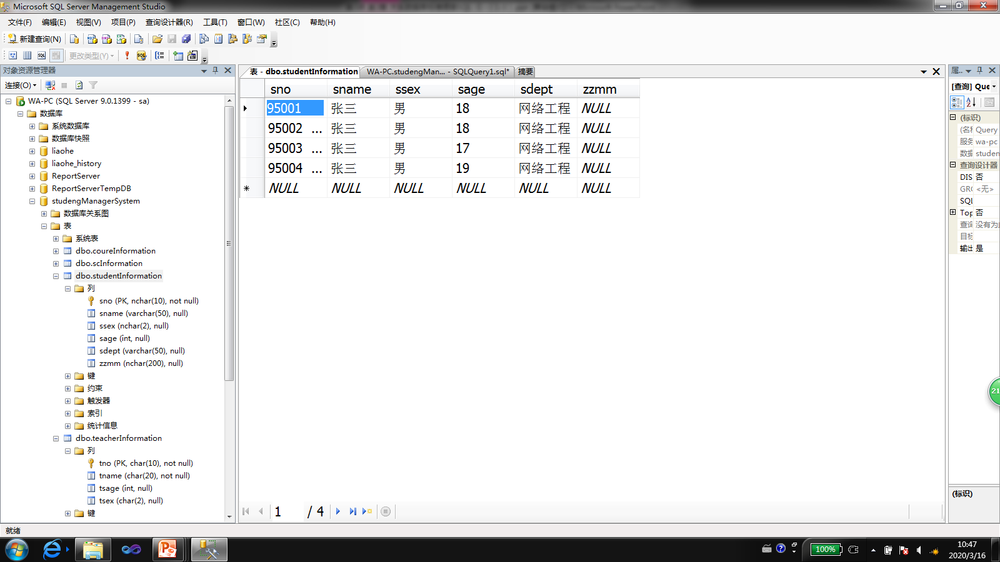 Microsoft SQL Server Management Studio
文件(F) 编辑(E) 视图(V) 项目(P) 查询设计器(R) 工具(T) 窗口(W) 社区(C) 帮助(H)
新建查询(N)
更改类型(Y)
对象资源管理器
连接(O)
WA-PC (SQL Server 9.0.1399 - sa)
数据库
系统数据库
数据库快照
liaohe
liaohe_history
ReportServer
ReportServerTempDB
studengManagerSystem
数据库关系图
表
系统表
dbo.coureInformation
dbo.scInformation
dbo.studentInformation
列
sno (PK, nchar(10), not null)
sname (varchar(50), null)
ssex (nchar(2), null)
sage (int, null)
sdept (varchar(50), null)
zzmm (nchar(200), null)
键
约束
触发器
索引
统计信息
dbo.teacherInformation
列
tno (PK, char(10), not null)
tname (char(20), not null)
tsage (int, null)
tsex (char(2), null)
键
表 - dbo.studentInformation WA-PC.studengMan... - SQLQuery1.sql* 摘要
sno sname ssex sage sdept zzmm
95001 张三 男 18 网络工程 NULL
95002 ... 张三 男 18 网络工程 NULL
95003 ... 张三 男 17 网络工程 NULL
95004 ... 张三 男 19 网络工程 NULL
NULL NULL NULL NULL NULL NULL
1 / 4
属..
[查询] Que
(标识)
(名称 Query
服务 wa-pc
数据 studen
查询设计器
DIS 否
GRO <无>
SQL
Top 否
查询 没有为此
目标
输出 是
(标识)
21
就绪
100%
10:47
2020/3/16